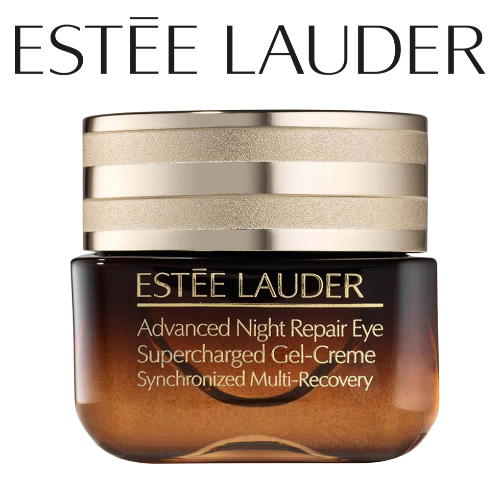 ESTĒE LAUDER
ESTĒE LAUDER
Advanced Night Repair Eye
Supercharged Gel-Creme
Synchronized Multi-Recovery